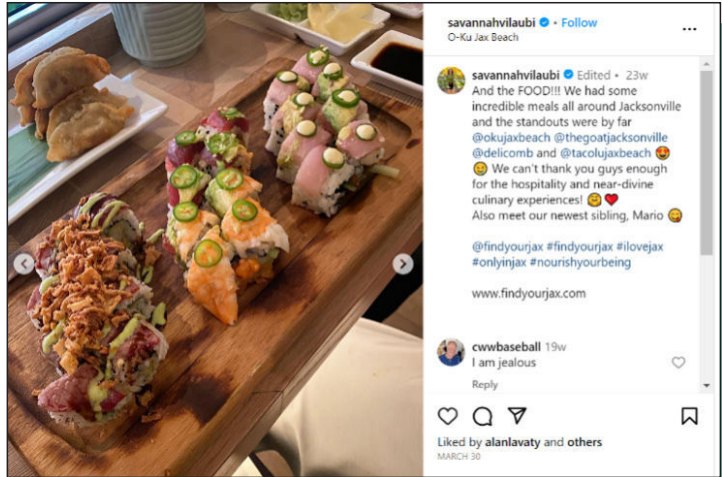 savannahvilaubi • Follow
O-Ku Jax Beach
savannahvilaubi Edited • 23w
And the FOOD!!! We had some
incredible meals all around Jacksonville
and the standouts were by far
@okujaxbeach @thegoatjacksonville
@delicomb and @tacolujaxbeach 😍
😊 We can't thank you guys enough
for the hospitality and near-divine
culinary experiences! 🤗 ❤️
Also meet our newest sibling, Mario 😋
@findyourjax #findyourjax #ilovejax
#onlyinjax #nourishyourbeing
www.findyourjax.com
cwwbaseball 19w
I am jealous
Reply
Liked by alanlavaty and others
MARCH 30